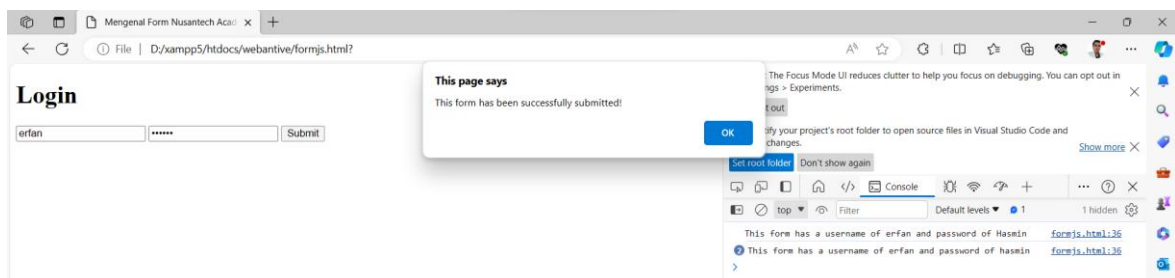 Mengenal Form Nusantech Acad
File | D:/xampp5/htdocs/webantive/formjs.html?
Login
erfan
•••••• 
Submit
This page says
This form has been successfully submitted!
OK
The Focus Mode UI reduces clutter to help you focus on debugging. You can opt out in
ngs > Experiments.
t out
ify your project's root folder to open source files in Visual Studio Code and
changes.
Show more
Set root folder Don't show again
Console
top Filter Default levels 1 1 hidden
This form has a username of erfan and password of Hasmin formjs.html:36
2 This form has a username of erfan and password of hasmin formjs.html:36